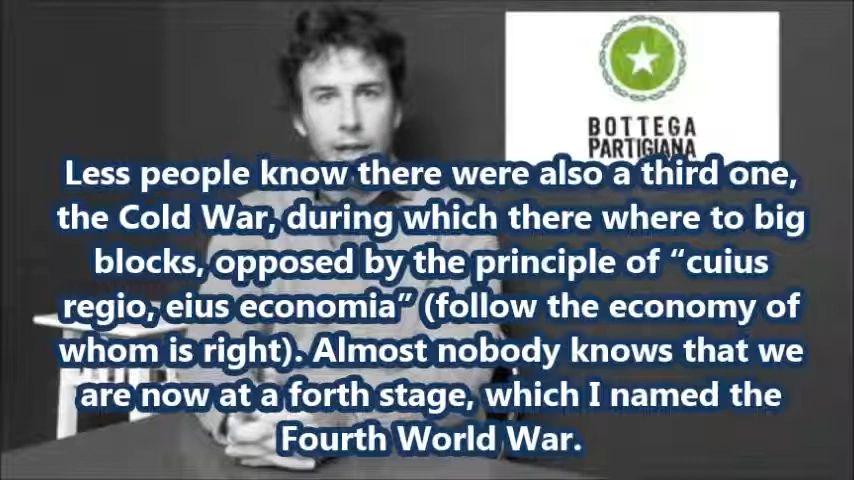 BOTTEGA
PARTIGIANA
Less people know there were also a third one,
the Cold War, during which there where to big
blocks, opposed by the principle of “cuius
regio, eius economia” (follow the economy of
whom is right). Almost nobody knows that we
are now at a forth stage, which I named the
Fourth World War.